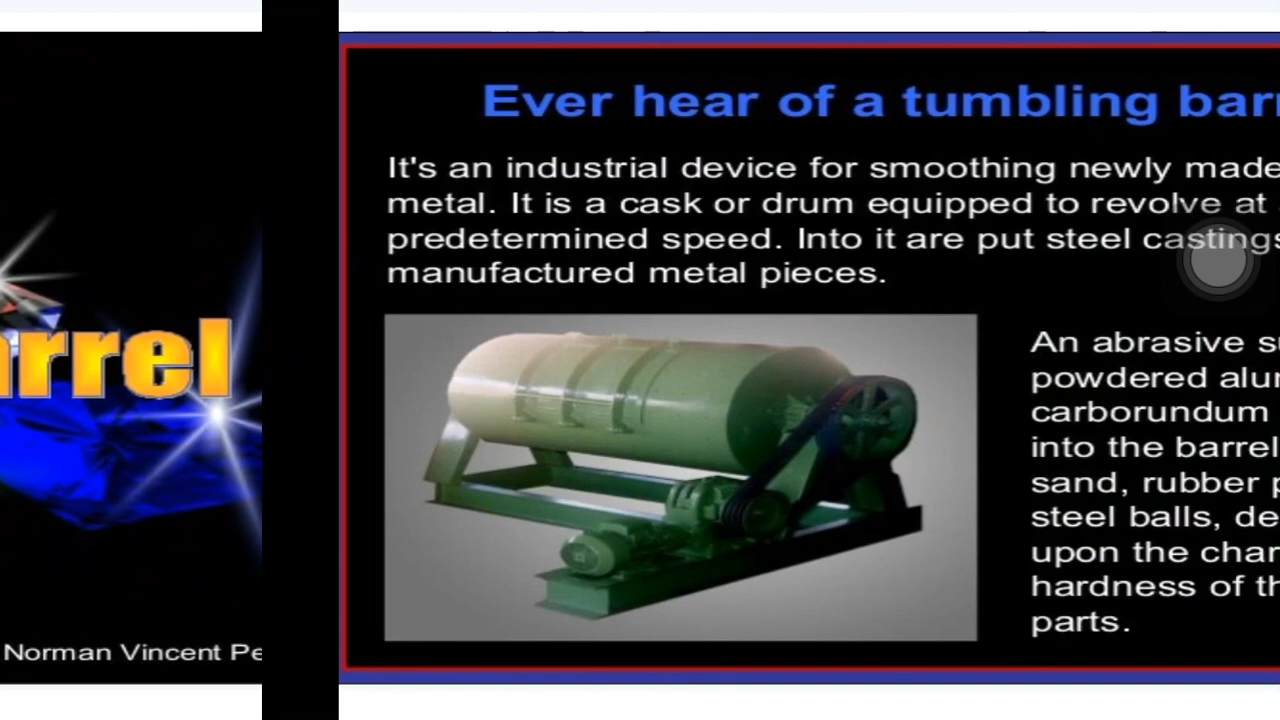 arrel
Norman Vincent Pe
Ever hear of a tumbling bar
It's an industrial device for smoothing newly made
metal. It is a cask or drum equipped to revolve at
predetermined speed. Into it are put steel castings
manufactured metal pieces.
An abrasive su
powdered alu
carborundum
into the barrel
sand, rubber p
steel balls, de
upon the char
hardness of th
parts.